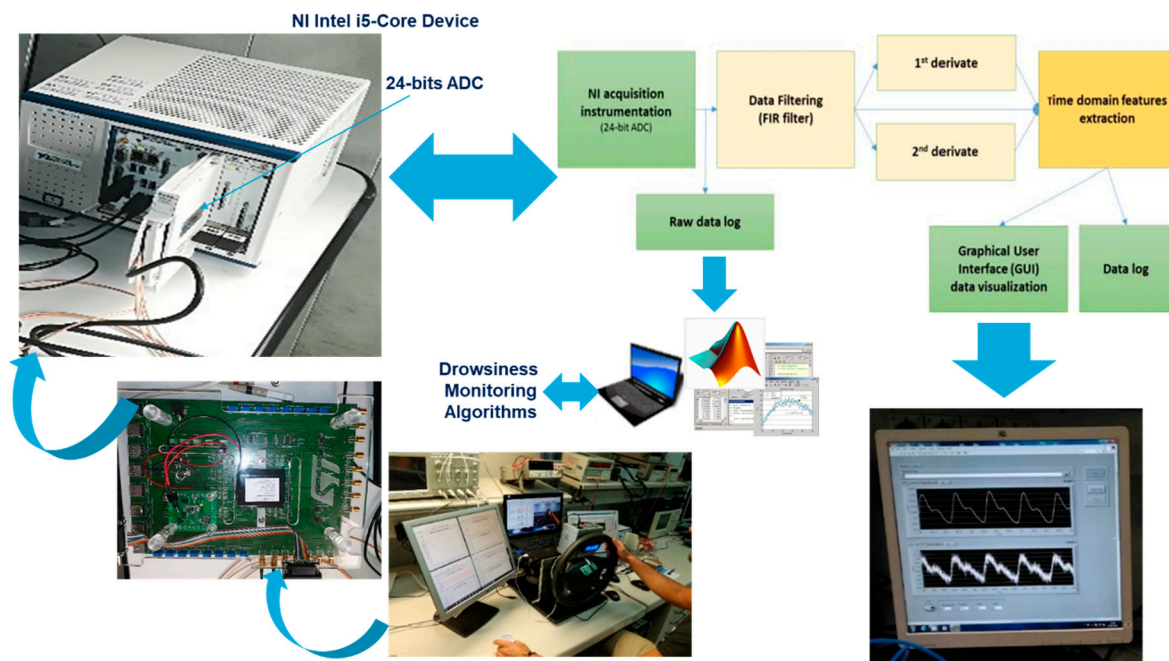 NI Intel i5-Core Device
24-bits ADC
NI acquisition
instrumentation
(24-bit ADC)
Data Filtering
(FIR filter)
1st derivate
2nd derivate
Time domain features
extraction
Raw data log
Graphical User
Interface (GUI)
data visualization
Data log
Drowsiness
Monitoring
Algorithms